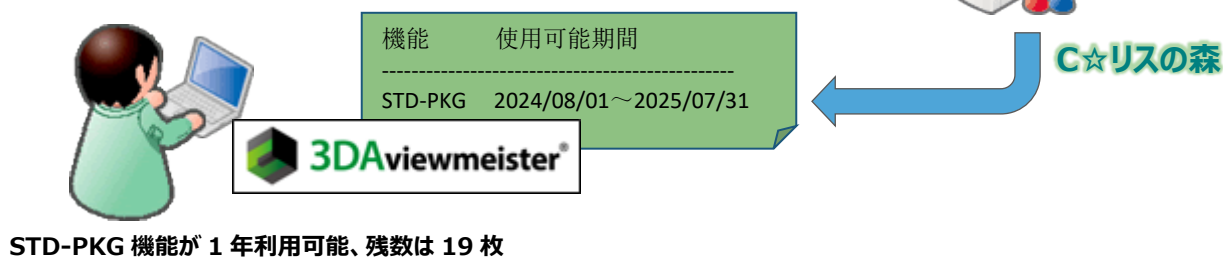 機能 使用可能期間
------------------------------------------------
STD-PKG 2024/08/01～2025/07/31
C☆リスの森
3DAviewmeister®
STD-PKG 機能が 1 年利用可能、残数は 19 枚